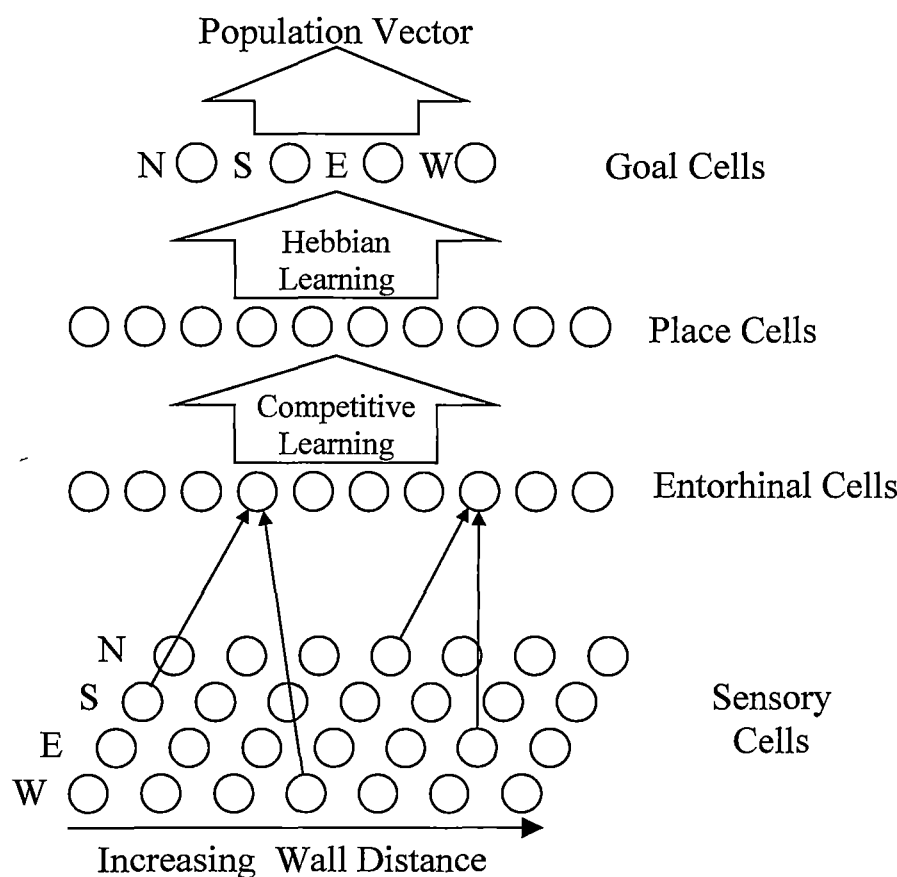 Population Vector
N S E W Goal Cells
Hebbian
Learning
Place Cells
Competitive
Learning
Entorhinal Cells
N
S
E
W
Sensory
Cells
Increasing Wall Distance